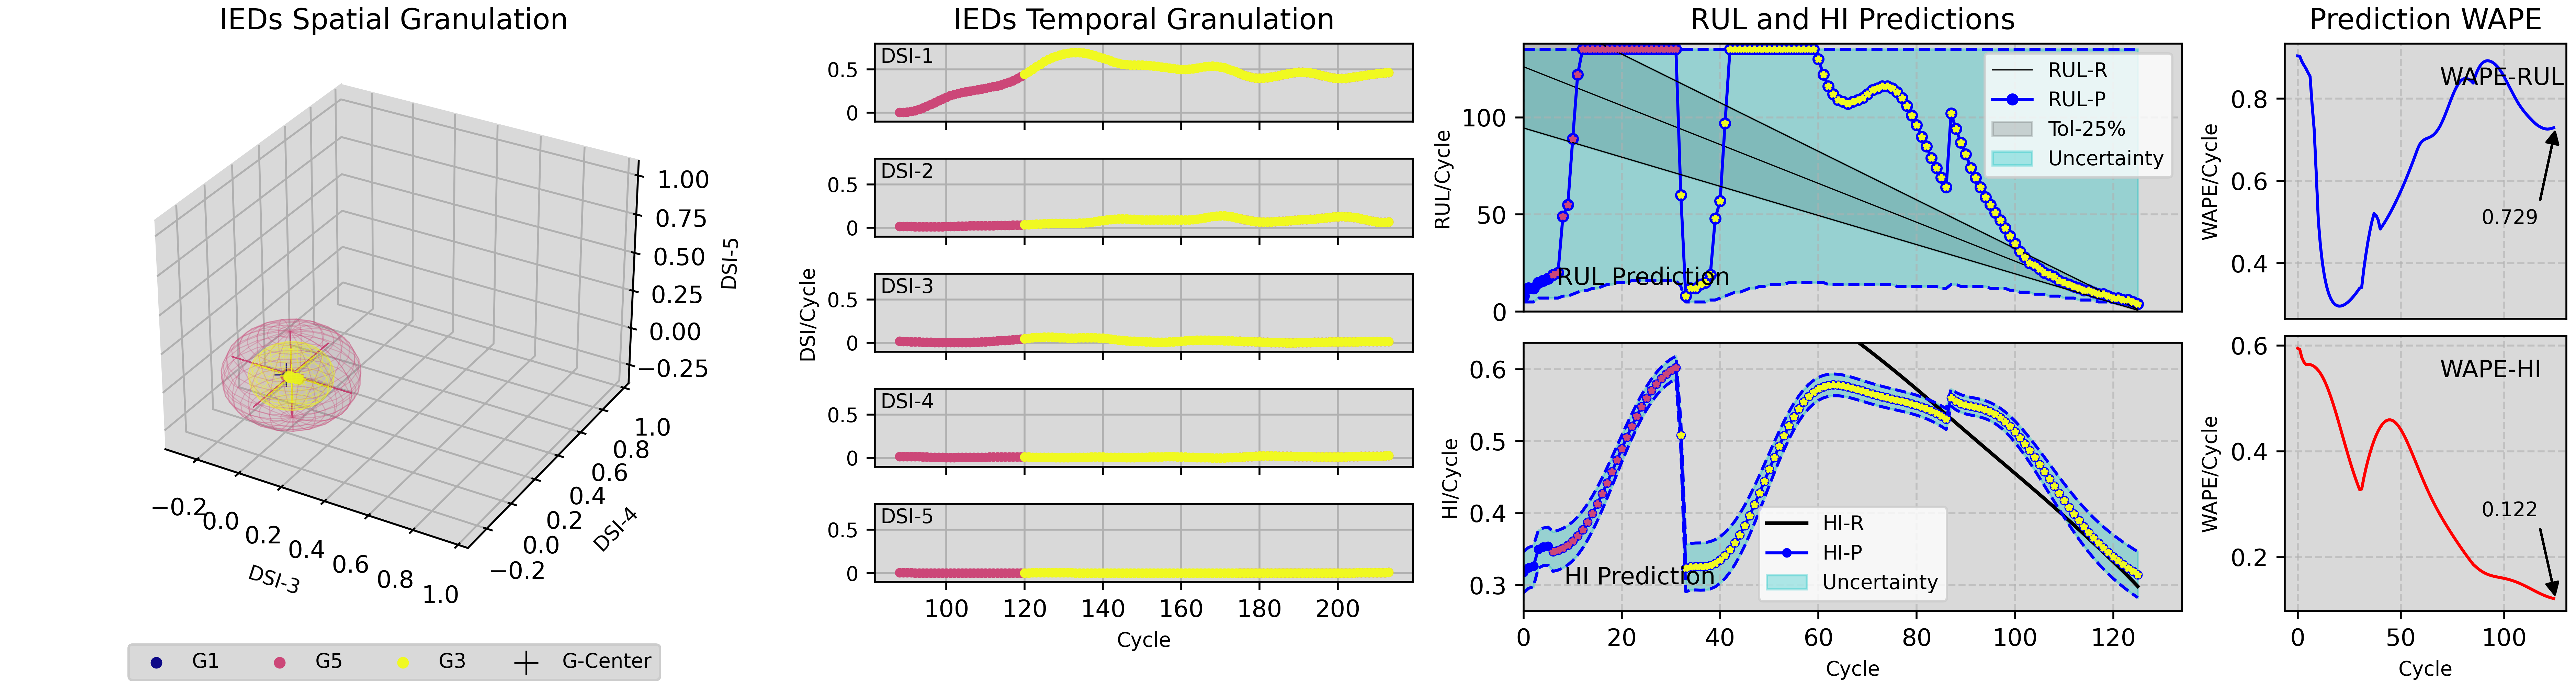 IEDs Spatial Granulation
1.00
0.75
0.50
0.25
0.00
−0.25
DSI-5
1.0
0.8
0.6
0.4
0.2
0.0
−0.2
DSI-4
−0.2
0.0
0.2
0.4
0.6
0.8
1.0
DSI-3
G1
G5
G3
G-Center
IEDs Temporal Granulation
DSI-1
0.5
0
DSI-2
0.5
0
DSI-3
0.5
0
DSI-4
0.5
0
DSI-5
0.5
0
DSI/Cycle
100
120
140
160
180
200
Cycle
RUL and HI Predictions
RUL/Cycle
100
50
0
RUL-R
RUL-P
Tol-25%
Uncertainty
RUL Prediction
HI/Cycle
0.6
0.5
0.4
0.3
HI-R
HI-P
Uncertainty
HI Prediction
0
20
40
60
80
100
120
Cycle
Prediction WAPE
WAPE/Cycle
0.8
0.6
0.4
WAPE-RUL
0.729
WAPE/Cycle
0.6
0.4
0.2
WAPE-HI
0.122
0
50
100
Cycle